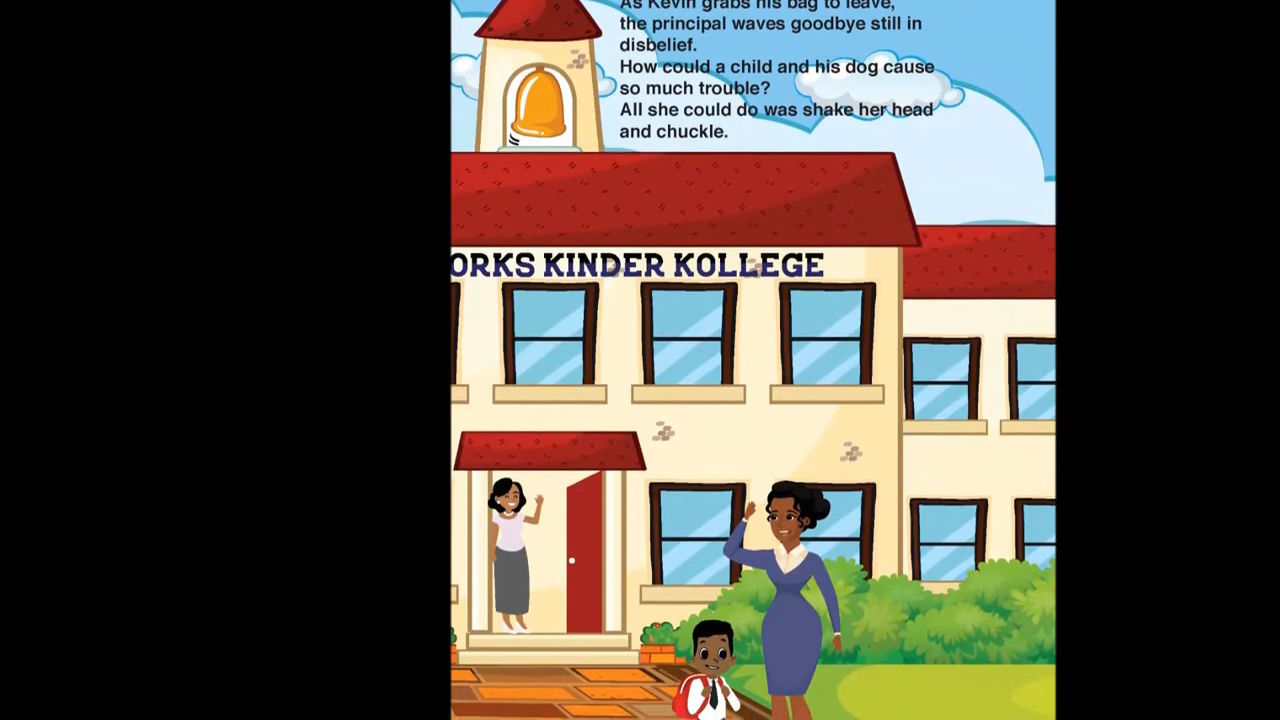 As Kevin grabs his bag to leave,
the principal waves goodbye still in
disbelief.
How could a child and his dog cause
so much trouble?
All she could do was shake her head
and chuckle.
ORKS KINDER KOLLEGE